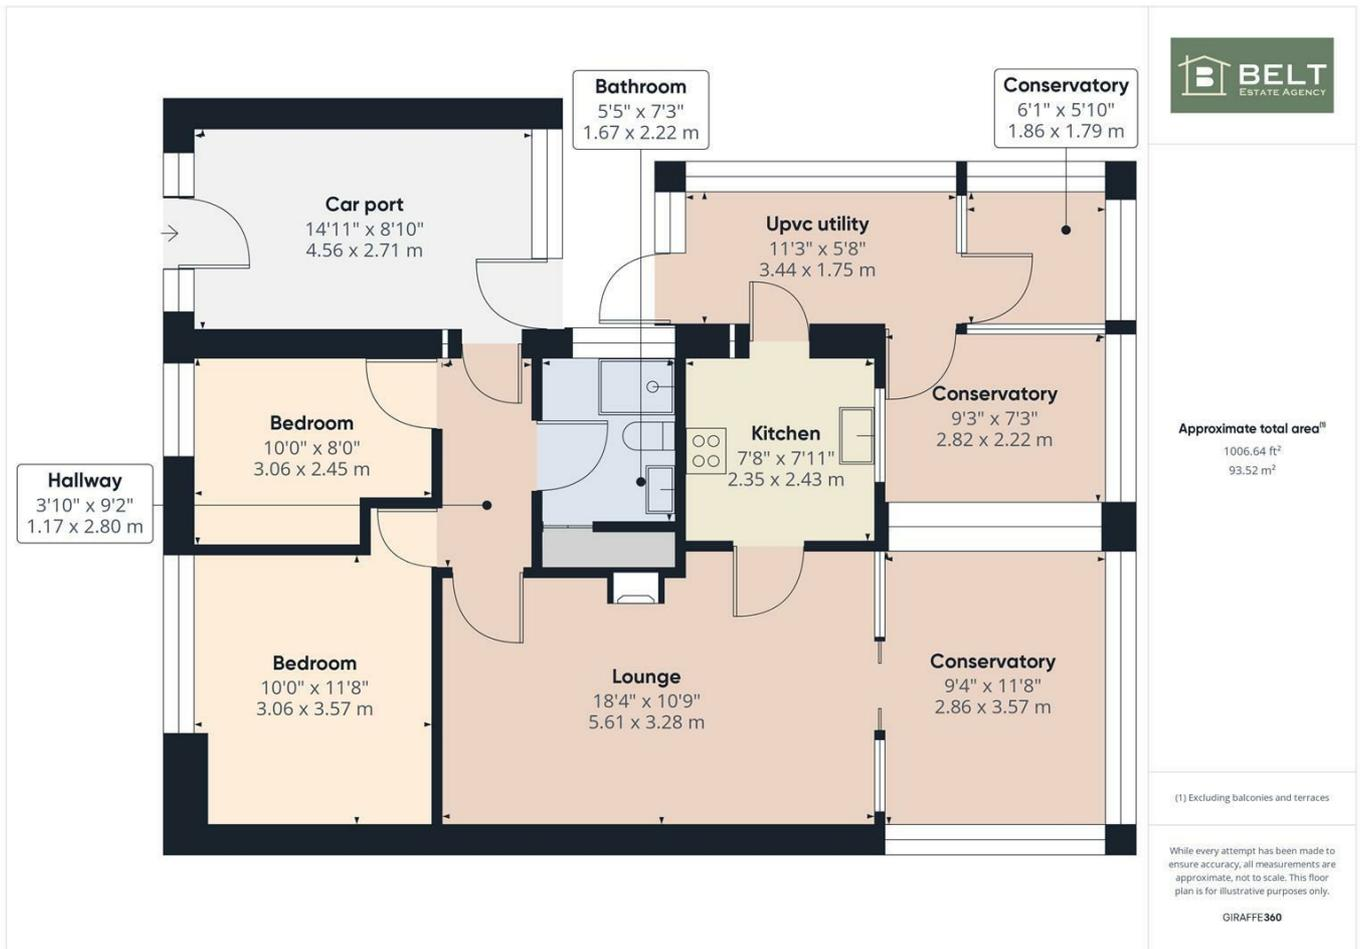 Bathroom
5'5" x 7'3"
1.67 x 2.22 m
Conservatory
6'1" x 5'10"
1.86 x 1.79 m
B BELT
ESTATE AGENCY
Car port
14'11" x 8'10"
4.56 x 2.71 m
Upvc utility
11'3" x 5'8"
3.44 x 1.75 m
Bedroom
10'0" x 8'0"
3.06 x 2.45 m
Kitchen
7'8" x 7'11"
2.35 x 2.43 m
Conservatory
9'3" x 7'3"
2.82 x 2.22 m
Hallway
3'10" x 9'2"
1.17 x 2.80 m
Bedroom
10'0" x 11'8"
3.06 x 3.57 m
Lounge
18'4" x 10'9"
5.61 x 3.28 m
Conservatory
9'4" x 11'8"
2.86 x 3.57 m
Approximate total area⁽¹⁾
1006.64 ft²
93.52 m²
(1) Excluding balconies and terraces
While every attempt has been made to
ensure accuracy, all measurements are
approximate, not to scale. This floor
plan is for illustrative purposes only.
GIRAFFE360